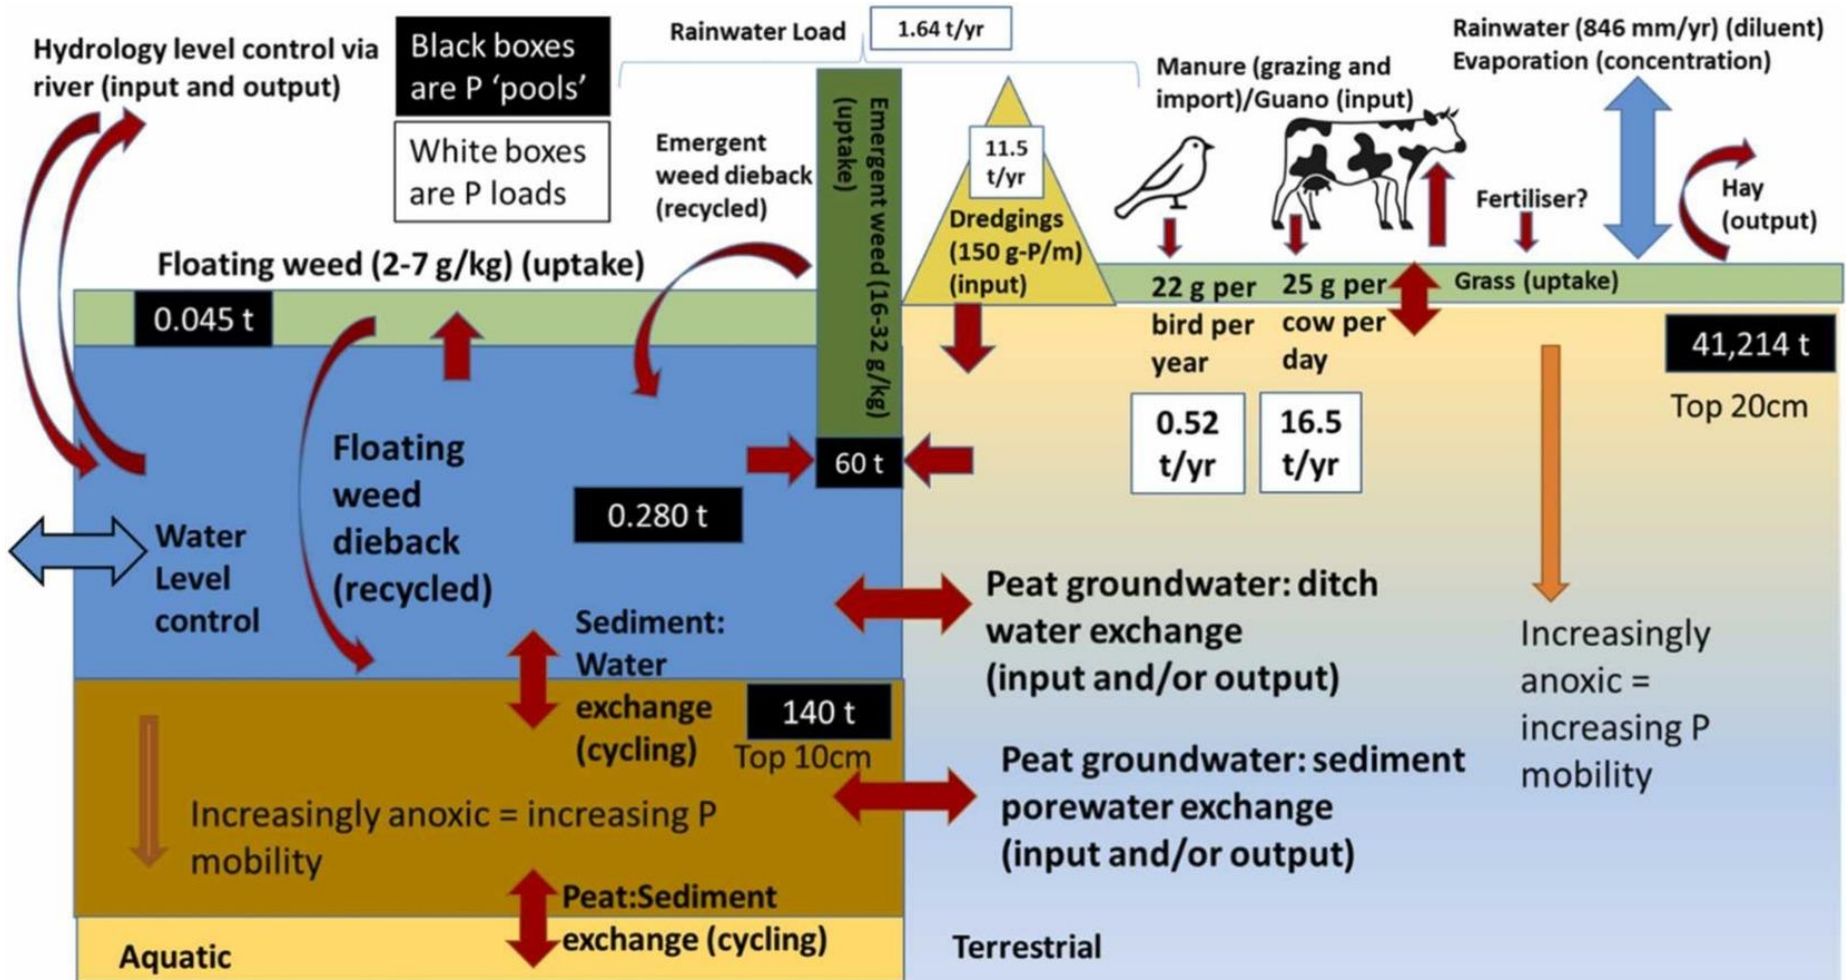 Hydrology level control via
river (input and output)
Black boxes
are P ‘pools’
White boxes
are P loads
Rainwater Load
1.64 t/yr
Emergent
weed dieback
(recycled)
Emergent weed (16-32 g/kg)
(uptake)
11.5
t/yr
Dredgings
(150 g-P/m)
(input)
Manure (grazing and
import)/Guano (input)
Rainwater (846 mm/yr) (diluent)
Evaporation (concentration)
Fertiliser?
Hay
(output)
Floating weed (2-7 g/kg) (uptake)
0.045 t
22 g per
bird per
year
25 g per
cow per
day
Grass (uptake)
41,214 t
Top 20cm
0.52
t/yr
16.5
t/yr
Floating
weed
dieback
(recycled)
60 t
0.280 t
Water
Level
control
Sediment:
Water
exchange
(cycling)
140 t
Top 10cm
Peat groundwater: ditch
water exchange
(input and/or output)
Increasingly
anoxic =
increasing P
mobility
Peat groundwater: sediment
porewater exchange
(input and/or output)
Increasingly anoxic = increasing P
mobility
Peat:Sediment
exchange (cycling)
Aquatic
Terrestrial